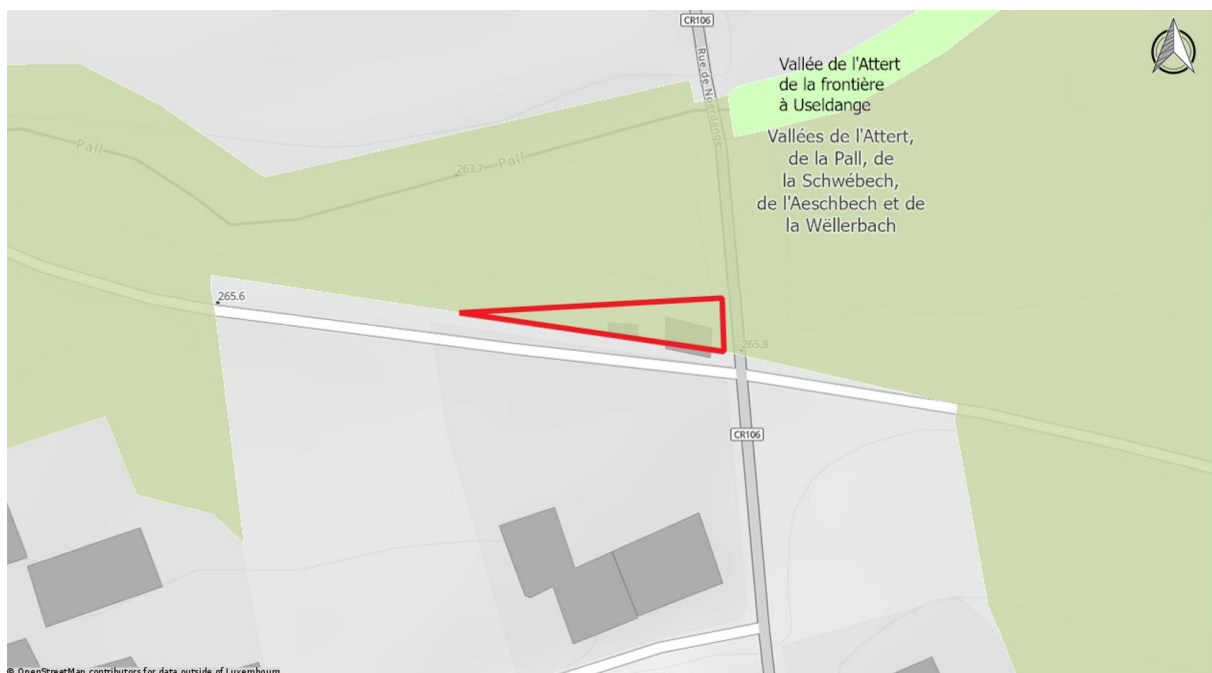 CR106
Rue de Noerdange
Vallée de l'Attert
de la frontière
à Useldange
Vallées de l'Attert,
de la Pall, de
la Schwébech,
de l'Aeschbech et de
la Wëllerbach
Pall
263.7
Pall
265.6
265.8
CR106
© OpenStreetMap contributors for data outside of Luxembourg